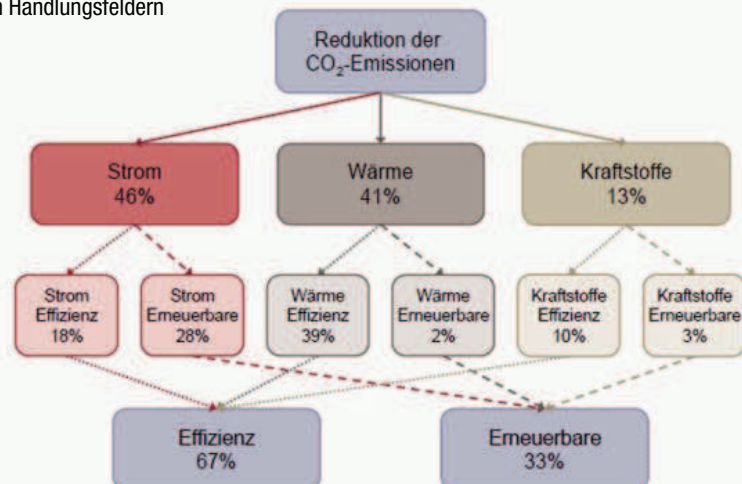 Handlungsfeldern
Reduktion der
CO₂-Emissionen
Strom
46%
Wärme
41%
Kraftstoffe
13%
Strom
Effizienz
18%
Strom
Erneuerbare
28%
Wärme
Effizienz
39%
Wärme
Erneuerbare
2%
Kraftstoffe
Effizienz
10%
Kraftstoffe
Erneuerbare
3%
Effizienz
67%
Erneuerbare
33%